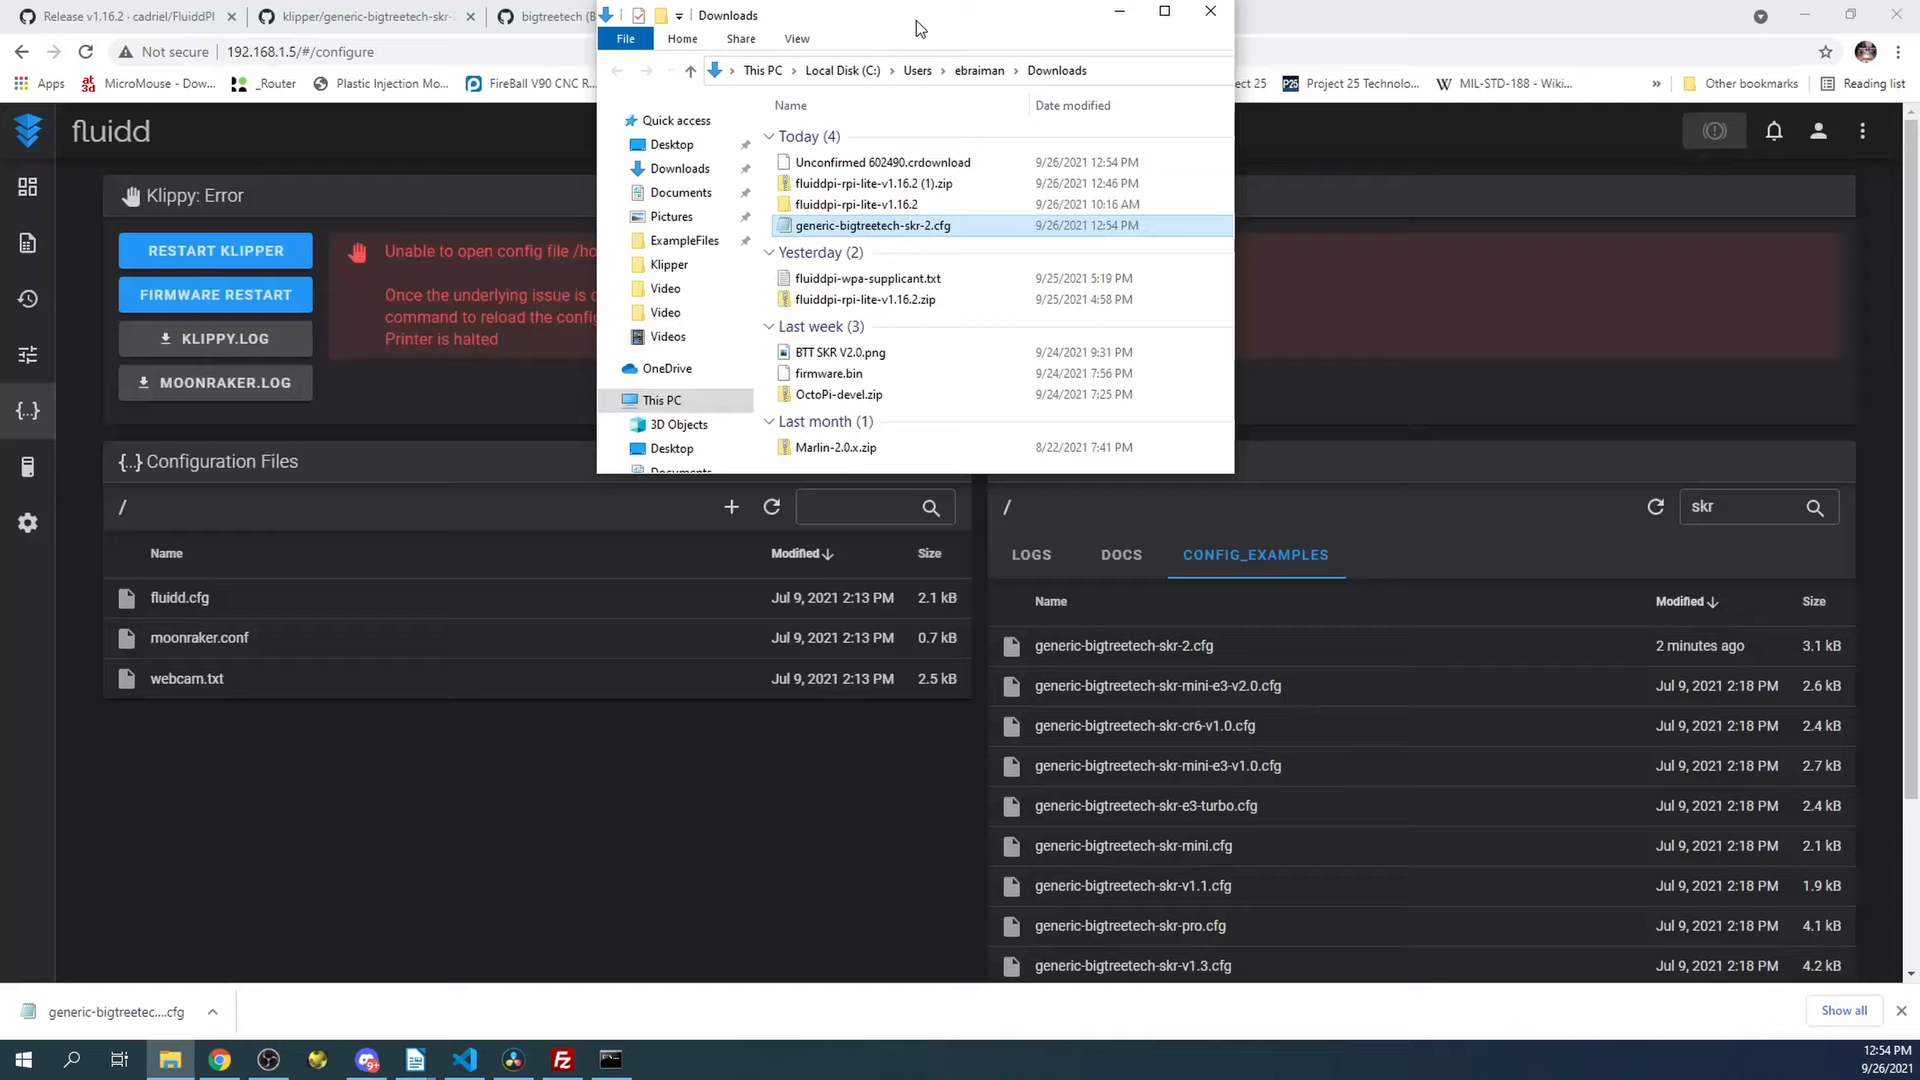 Release v1.16.2 · cadriel/FluiddPI
klipper/generic-bigtreetech-skr-
bigtreetech (B
Not secure
192.168.1.5/#/configure
Apps
MicroMouse - Dow...
_Router
Plastic Injection Mo...
FireBall V90 CNC R...
ect 25
Project 25 Technolo...
MIL-STD-188 - Wiki...
»
Other bookmarks
Reading list
Downloads
File
Home
Share
View
This PC
Local Disk (C:)
Users
ebraiman
Downloads
Name
Date modified
Quick access
Desktop
Downloads
Documents
Pictures
ExampleFiles
Klipper
Video
Video
Videos
OneDrive
This PC
3D Objects
Desktop
Documents
Today (4)
Unconfirmed 602490.crdownload 9/26/2021 12:54 PM
fluiddpi-rpi-lite-v1.16.2 (1).zip 9/26/2021 12:46 PM
fluiddpi-rpi-lite-v1.16.2 9/26/2021 10:16 AM
generic-bigtreetech-skr-2.cfg 9/26/2021 12:54 PM
Yesterday (2)
fluiddpi-wpa-supplicant.txt 9/25/2021 5:19 PM
fluiddpi-rpi-lite-v1.16.2.zip 9/25/2021 4:58 PM
Last week (3)
BTT SKR V2.0.png 9/24/2021 9:31 PM
firmware.bin 9/24/2021 7:56 PM
OctoPi-devel.zip 9/24/2021 7:25 PM
Last month (1)
Marlin-2.0.x.zip 8/22/2021 7:41 PM
fluidd
Klippy: Error
RESTART KLIPPER
FIRMWARE RESTART
KLIPPY.LOG
MOONRAKER.LOG
Unable to open config file /ho
Once the underlying issue is c
command to reload the config
Printer is halted
{...} Configuration Files
/
Name Modified Size
fluidd.cfg Jul 9, 2021 2:13 PM 2.1 kB
moonraker.conf Jul 9, 2021 2:13 PM 0.7 kB
webcam.txt Jul 9, 2021 2:13 PM 2.5 kB
/
skr
LOGS DOCS CONFIG_EXAMPLES
Name Modified Size
generic-bigtreetech-skr-2.cfg 2 minutes ago 3.1 kB
generic-bigtreetech-skr-mini-e3-v2.0.cfg Jul 9, 2021 2:18 PM 2.6 kB
generic-bigtreetech-skr-cr6-v1.0.cfg Jul 9, 2021 2:18 PM 2.4 kB
generic-bigtreetech-skr-mini-e3-v1.0.cfg Jul 9, 2021 2:18 PM 2.7 kB
generic-bigtreetech-skr-e3-turbo.cfg Jul 9, 2021 2:18 PM 2.4 kB
generic-bigtreetech-skr-mini.cfg Jul 9, 2021 2:18 PM 2.1 kB
generic-bigtreetech-skr-v1.1.cfg Jul 9, 2021 2:18 PM 1.9 kB
generic-bigtreetech-skr-pro.cfg Jul 9, 2021 2:18 PM 4.1 kB
generic-bigtreetech-skr-v1.3.cfg Jul 9, 2021 2:18 PM 4.2 kB
generic-bigtreetec....cfg
Show all
12:54 PM
9/26/2021